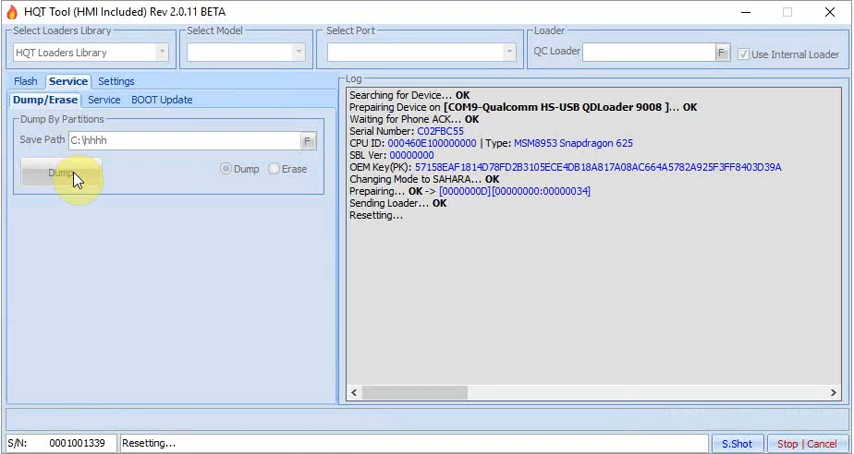 HQT Tool (HMI Included) Rev 2.0.11 BETA
Select Loaders Library
Select Model
Select Port
Loader
HQT Loaders Library
QC Loader
F
Use Internal Loader
Flash
Service
Settings
Dump/Erase
Service
BOOT Update
Dump By Partitions
Save Path
C:\hhhh
F
Dump
Dump
Erase
Log
Searching for Device... OK
Prepairing Device on [COM9-Qualcomm HS-USB QDLoader 9008 ]... OK
Waiting for Phone ACK... OK
Serial Number: C02FBC55
CPU ID: 000460E100000000 | Type: MSM8953 Snapdragon 625
SBL Ver: 00000000
OEM Key(PK): 57158EAF1814D78FD2B3105ECE4DB18A817A08AC664A5782A925F3FF8403D39A
Changing Mode to SAHARA... OK
Prepairing... OK -> [0000000D][00000000:00000034]
Sending Loader... OK
Resetting...
S/N: 0001001339
Resetting...
S.Shot
Stop | Cancel